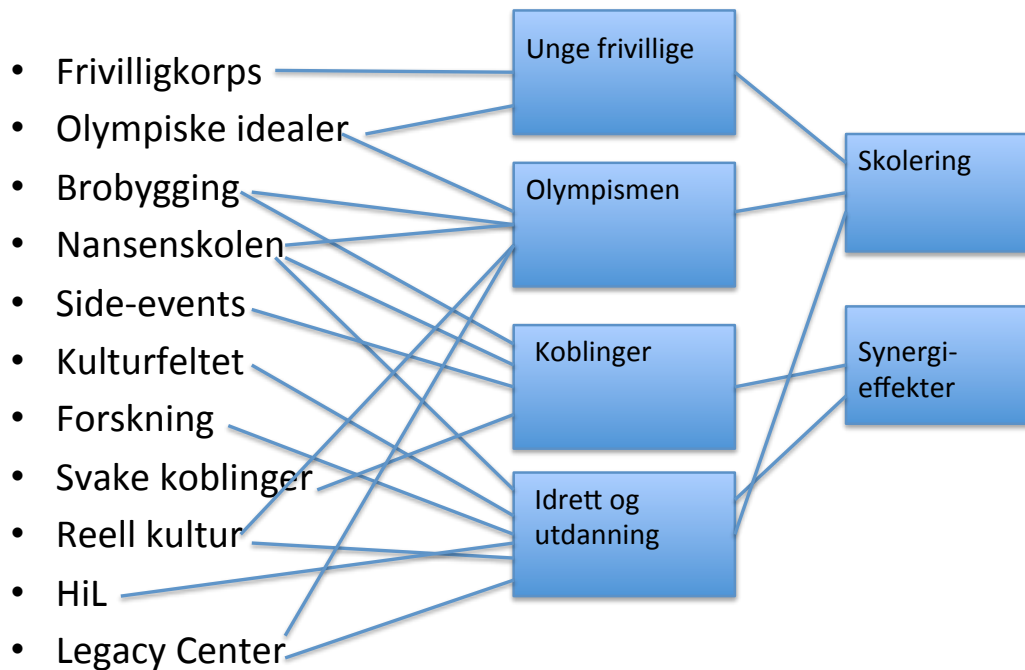 • Frivilligkorps
• Olympiske idealer
• Brobygging
• Nansenskolen
• Side-events
• Kulturfeltet
• Forskning
• Svake koblinger
• Reell kultur
• HiL
• Legacy Center
Unge frivillige
Olympismen
Koblinger
Idrett og
utdanning
Skolering
Synergi-
effekter